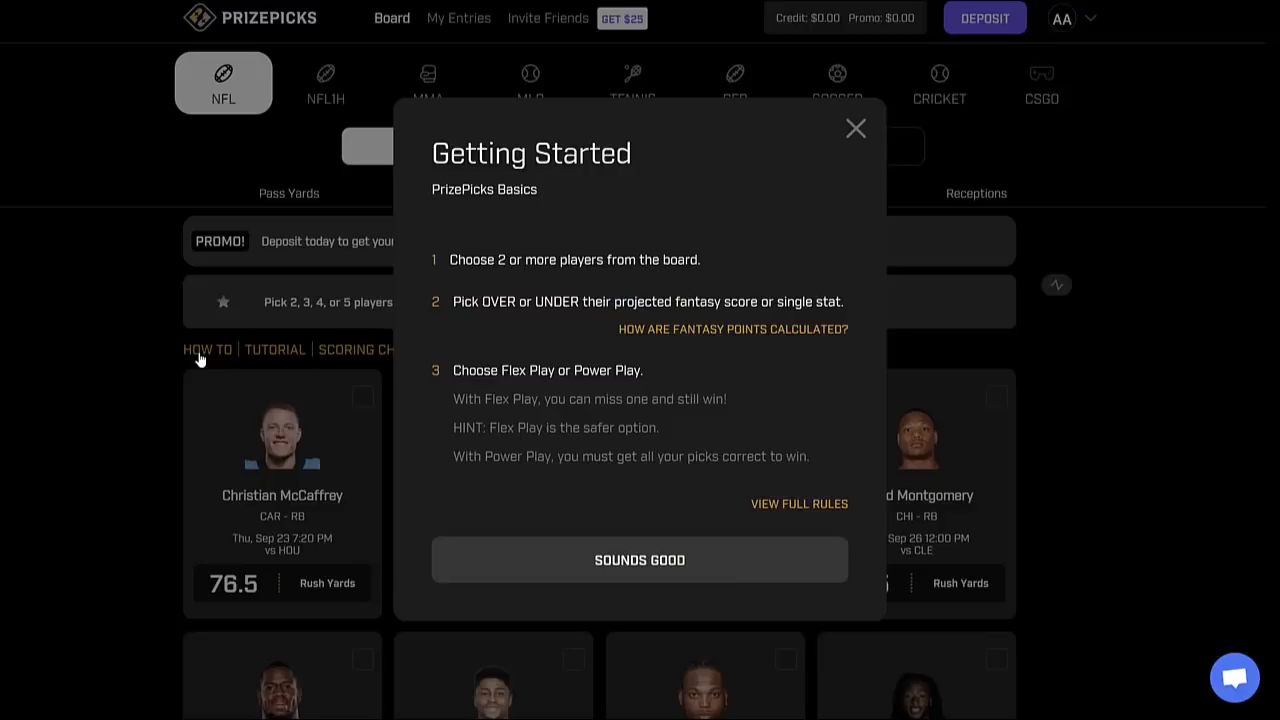 PRIZEPICKS
Board
My Entries
Invite Friends
GET $25
Credit: $0.00 Promo: $0.00
DEPOSIT
AA
NFL
NFL1H
MMA
MLB
TENNIS
SOCCER
CRICKET
CSGO
Pass Yards
Receptions
PROMO!
Deposit today to get your
Pick 2, 3, 4, or 5 players
HOW TO | TUTORIAL | SCORING CH
Getting Started
PrizePicks Basics
1 Choose 2 or more players from the board.
2 Pick OVER or UNDER their projected fantasy score or single stat.
HOW ARE FANTASY POINTS CALCULATED?
3 Choose Flex Play or Power Play.
With Flex Play, you can miss one and still win!
HINT: Flex Play is the safer option.
With Power Play, you must get all your picks correct to win.
VIEW FULL RULES
SOUNDS GOOD
Christian McCaffrey
CAR - RB
Thu, Sep 23 7:20 PM
vs HOU
76.5
Rush Yards
d Montgomery
CHI - RB
Sep 26 12:00 PM
vs CLE
Rush Yards